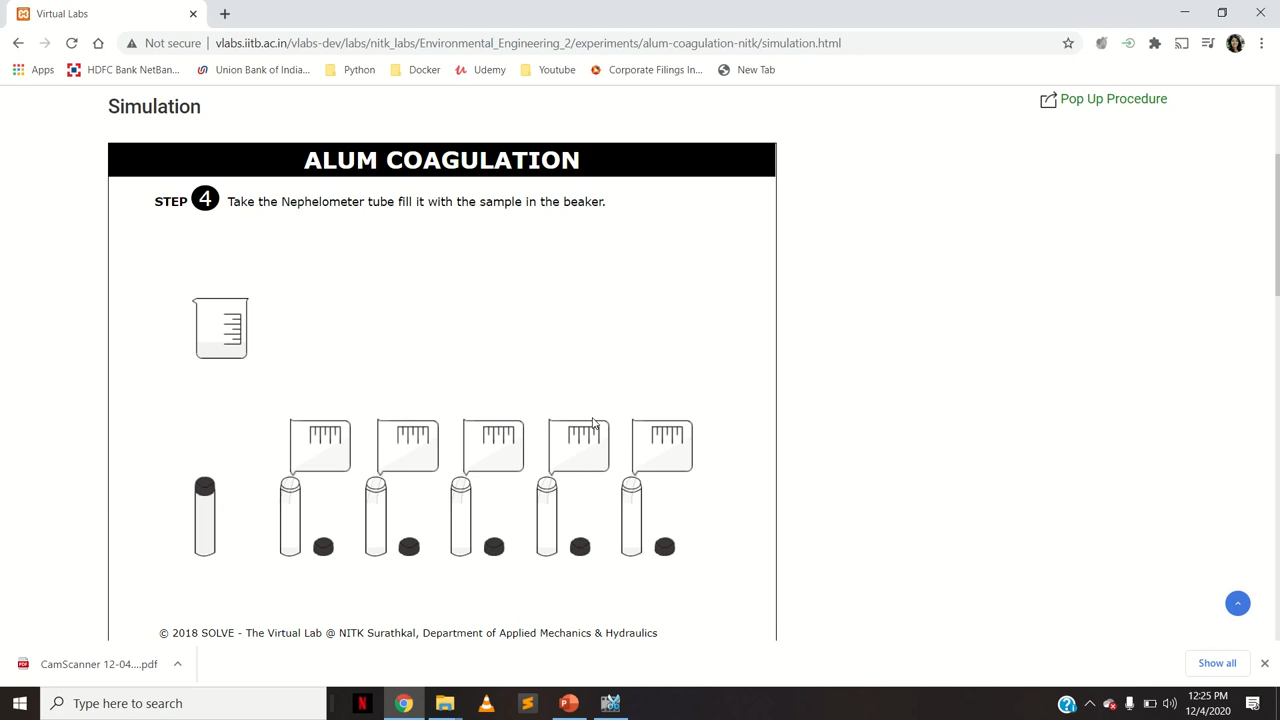 Virtual Labs
Not secure
vlabs.iitb.ac.in/vlabs-dev/labs/nitk_labs/Environmental_Engineering_2/experiments/alum-coagulation-nitk/simulation.html
Apps
HDFC Bank NetBan...
Union Bank of India...
Python
Docker
Udemy
Youtube
Corporate Filings In...
New Tab
Simulation
Pop Up Procedure
ALUM COAGULATION
STEP 4 Take the Nephelometer tube fill it with the sample in the beaker.
© 2018 SOLVE - The Virtual Lab @ NITK Surathkal, Department of Applied Mechanics & Hydraulics
CamScanner 12-04....pdf
Show all
Type here to search
12:25 PM
12/4/2020